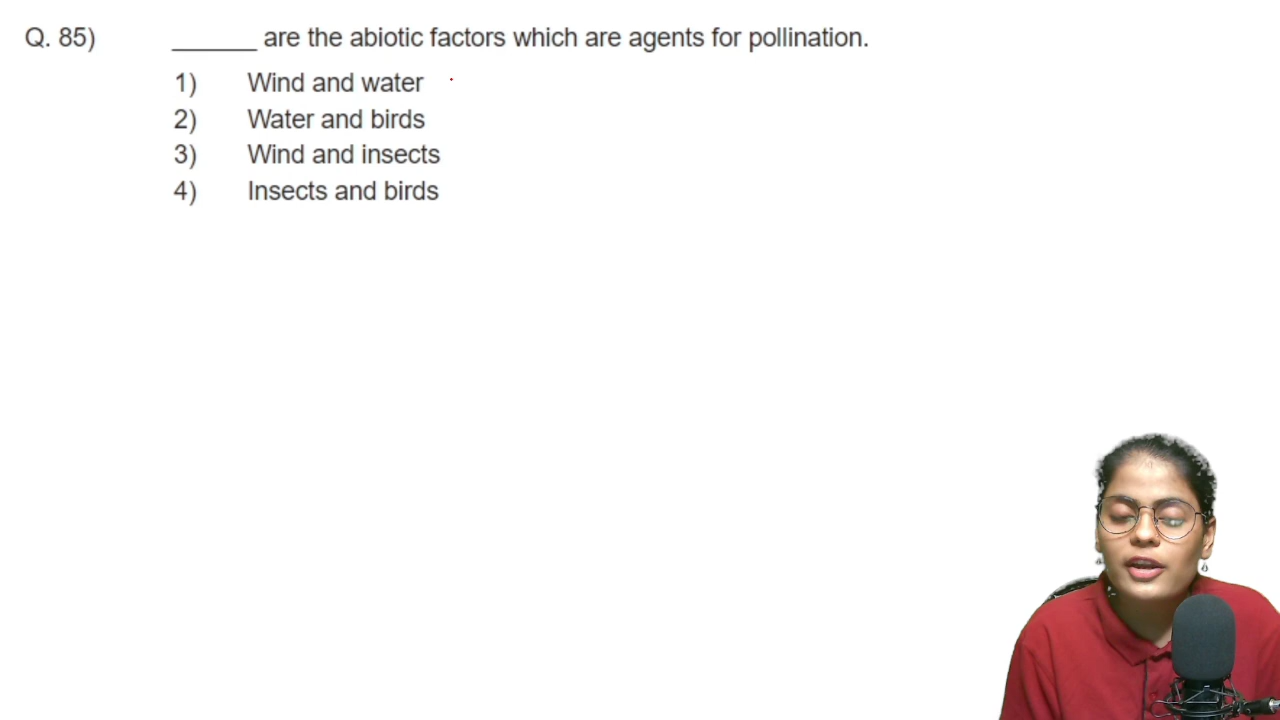 Q. 85) ______ are the abiotic factors which are agents for pollination.
1) Wind and water
2) Water and birds
3) Wind and insects
4) Insects and birds